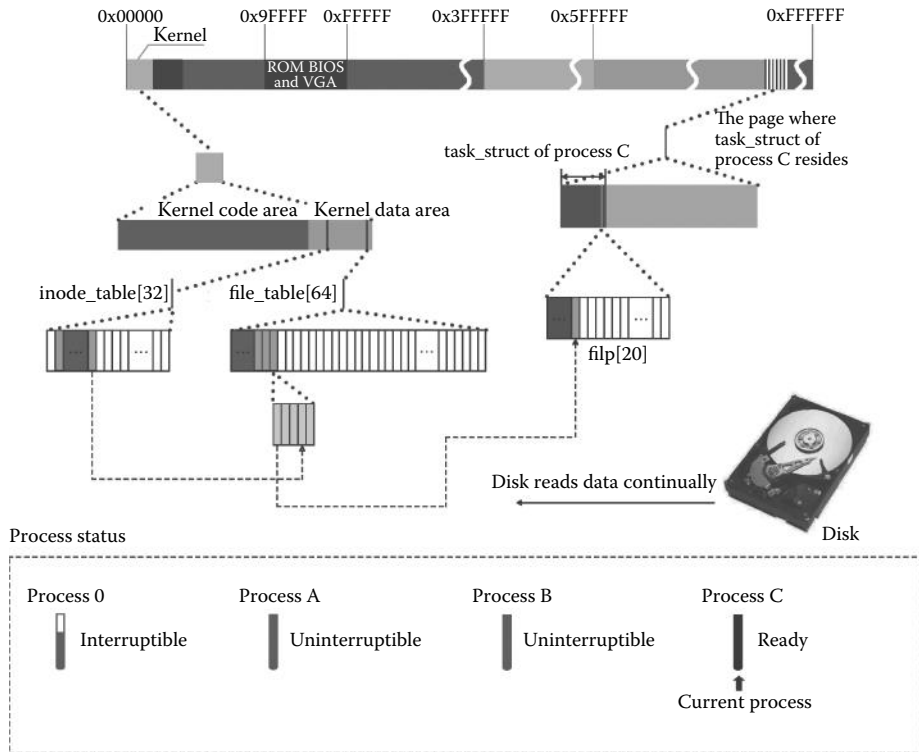 0x00000 0x9FFFF 0xFFFFF 0x3FFFFF 0x5FFFFF 0xFFFFFF
Kernel
ROM BIOS
and VGA
The page where
task_struct of
process C resides
task_struct of process C
Kernel code area
Kernel data area
inode_table[32]
file_table[64]
...
...
...
...
...
...
filp[20]
Disk reads data continually
Disk
Process status
Process 0
Process A
Process B
Process C
Interruptible
Uninterruptible
Uninterruptible
Ready
Current process